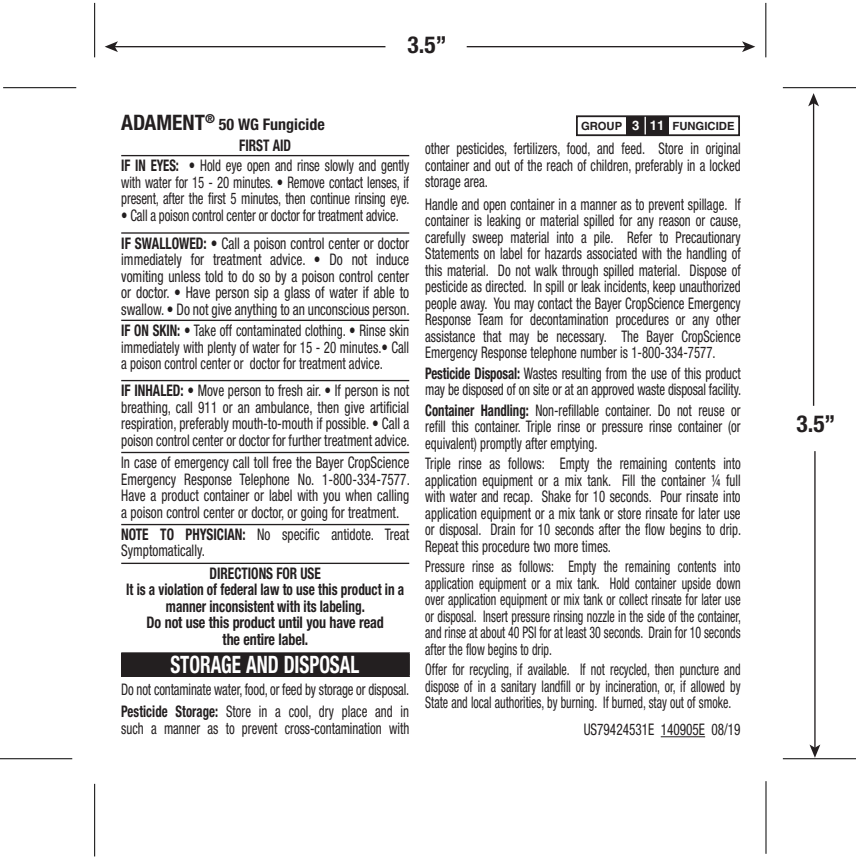 3.5”
ADAMENT® 50 WG Fungicide
GROUP 3 11 FUNGICIDE
FIRST AID
IF IN EYES: • Hold eye open and rinse slowly and gently
with water for 15 - 20 minutes. • Remove contact lenses, if
present, after the first 5 minutes, then continue rinsing eye.
• Call a poison control center or doctor for treatment advice.
IF SWALLOWED: • Call a poison control center or doctor
immediately for treatment advice. • Do not induce
vomiting unless told to do so by a poison control center
or doctor. • Have person sip a glass of water if able to
swallow. • Do not give anything to an unconscious person.
IF ON SKIN: • Take off contaminated clothing. • Rinse skin
immediately with plenty of water for 15 - 20 minutes.• Call
a poison control center or doctor for treatment advice.
IF INHALED: • Move person to fresh air. • If person is not
breathing, call 911 or an ambulance, then give artificial
respiration, preferably mouth-to-mouth if possible. • Call a
poison control center or doctor for further treatment advice.
In case of emergency call toll free the Bayer CropScience
Emergency Response Telephone No. 1-800-334-7577.
Have a product container or label with you when calling
a poison control center or doctor, or going for treatment.
NOTE TO PHYSICIAN: No specific antidote. Treat
Symptomatically.
DIRECTIONS FOR USE
It is a violation of federal law to use this product in a
manner inconsistent with its labeling.
Do not use this product until you have read
the entire label.
STORAGE AND DISPOSAL
Do not contaminate water, food, or feed by storage or disposal.
Pesticide Storage: Store in a cool, dry place and in
such a manner as to prevent cross-contamination with
other pesticides, fertilizers, food, and feed. Store in original
container and out of the reach of children, preferably in a locked
storage area.
Handle and open container in a manner as to prevent spillage. If
container is leaking or material spilled for any reason or cause,
carefully sweep material into a pile. Refer to Precautionary
Statements on label for hazards associated with the handling of
this material. Do not walk through spilled material. Dispose of
pesticide as directed. In spill or leak incidents, keep unauthorized
people away. You may contact the Bayer CropScience Emergency
Response Team for decontamination procedures or any other
assistance that may be necessary. The Bayer CropScience
Emergency Response telephone number is 1-800-334-7577.
Pesticide Disposal: Wastes resulting from the use of this product
may be disposed of on site or at an approved waste disposal facility.
Container Handling: Non-refillable container. Do not reuse or
refill this container. Triple rinse or pressure rinse container (or
equivalent) promptly after emptying.
Triple rinse as follows: Empty the remaining contents into
application equipment or a mix tank. Fill the container ¼ full
with water and recap. Shake for 10 seconds. Pour rinsate into
application equipment or a mix tank or store rinsate for later use
or disposal. Drain for 10 seconds after the flow begins to drip.
Repeat this procedure two more times.
Pressure rinse as follows: Empty the remaining contents into
application equipment or a mix tank. Hold container upside down
over application equipment or mix tank or collect rinsate for later use
or disposal. Insert pressure rinsing nozzle in the side of the container,
and rinse at about 40 PSI for at least 30 seconds. Drain for 10 seconds
after the flow begins to drip.
Offer for recycling, if available. If not recycled, then puncture and
dispose of in a sanitary landfill or by incineration, or, if allowed by
State and local authorities, by burning. If burned, stay out of smoke.
US79424531E 140905E 08/19
3.5”